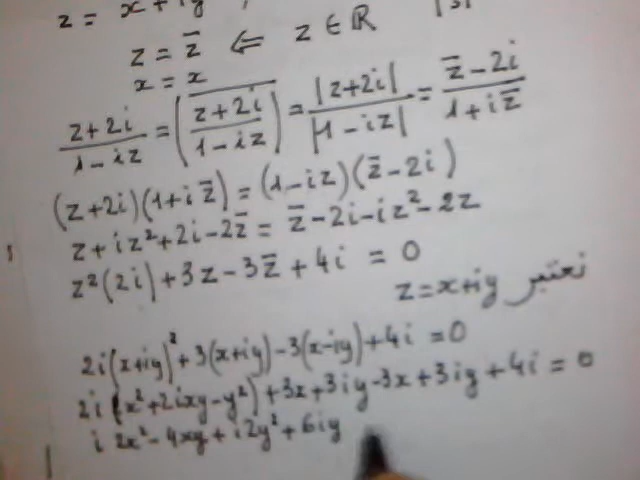 z = x + iy
z = z̄ ⇐ z ∈ ℝ
x = x
(z+2i)/(1-iz) = \overline{((z+2i)/(1-iz))} = |z+2i|/|1-iz| = (z̄-2i)/(1+iz̄)
(z+2i)(1+iz̄) = (1-iz)(z̄-2i)
z+iz²+2i-2z̄ = z̄-2i-iz²-2z
z²(2i)+3z-3z̄+4i = 0
نعتبر z=x+iy
2i(x+iy)²+3(x+iy)-3(x-iy)+4i=0
2i(x²+2ixy-y²)+3x+3iy-3x+3iy+4i=0
i 2x²-4xy+i2y²+6iy